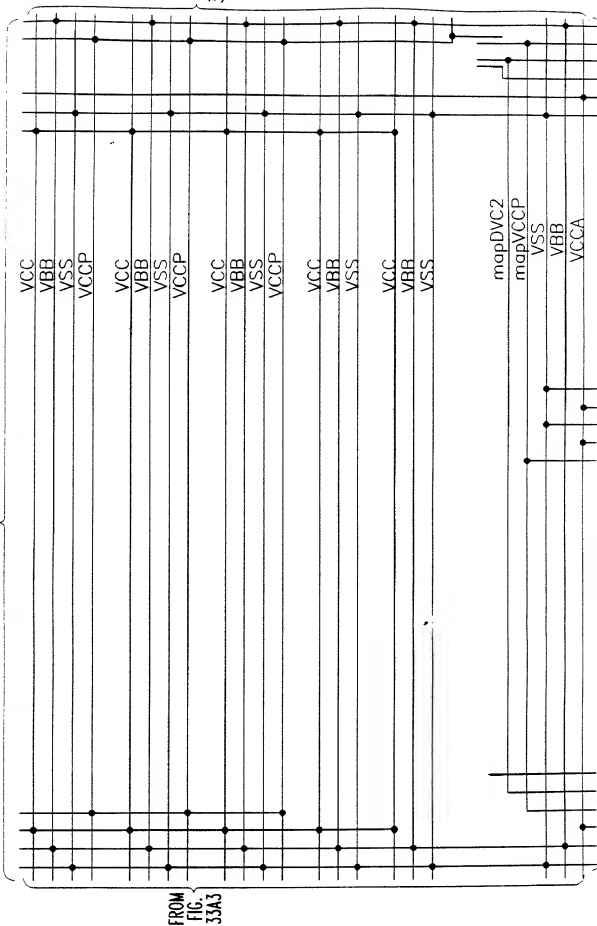 VCC
VBB
VSS
VCCP
VCC
VBB
VSS
VCCP
VCC
VBB
VSS
VCCP
VCC
VBB
VSS
VCC
VBB
VSS
mapDVC2
mapVCCP
VSS
VBB
VCCA
FROM
FIG.
33A3